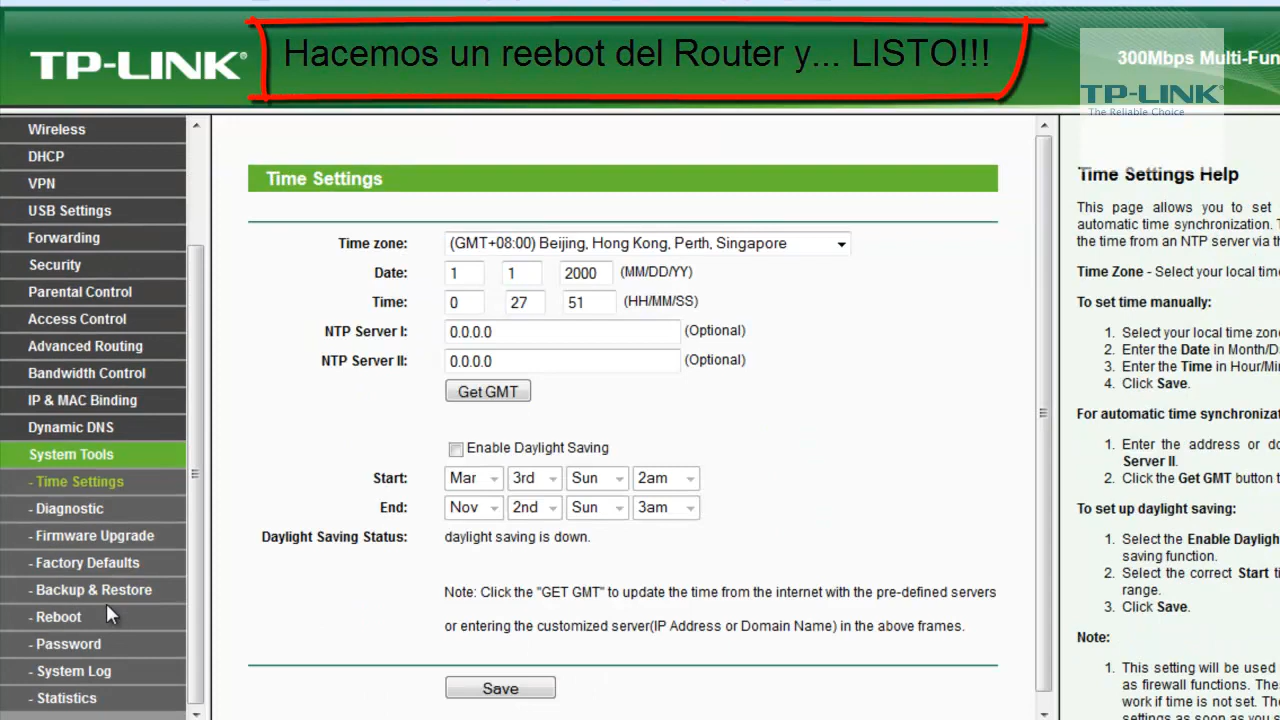 Hacemos un reebot del Router y... LISTO!!!
TP-LINK®
300Mbps Multi-Fun
TP-LINK®
The Reliable Choice
Wireless
DHCP
VPN
USB Settings
Forwarding
Security
Parental Control
Access Control
Advanced Routing
Bandwidth Control
IP & MAC Binding
Dynamic DNS
System Tools
- Time Settings
- Diagnostic
- Firmware Upgrade
- Factory Defaults
- Backup & Restore
- Reboot
- Password
- System Log
- Statistics
Time Settings
Time zone: (GMT+08:00) Beijing, Hong Kong, Perth, Singapore
Date: 1 1 2000 (MM/DD/YY)
Time: 0 27 51 (HH/MM/SS)
NTP Server I: 0.0.0.0 (Optional)
NTP Server II: 0.0.0.0 (Optional)
Get GMT
Enable Daylight Saving
Start: Mar 3rd Sun 2am
End: Nov 2nd Sun 3am
Daylight Saving Status: daylight saving is down.
Note: Click the "GET GMT" to update the time from the internet with the pre-defined servers
or entering the customized server(IP Address or Domain Name) in the above frames.
Save
Time Settings Help
This page allows you to set
automatic time synchronization. T
the time from an NTP server via th
Time Zone - Select your local time
To set time manually:
1. Select your local time zone
2. Enter the Date in Month/D
3. Enter the Time in Hour/Min
4. Click Save.
For automatic time synchronizat
1. Enter the address or do
Server II.
2. Click the Get GMT button t
To set up daylight saving:
1. Select the Enable Dayligh
saving function.
2. Select the correct Start ti
range.
3. Click Save.
Note:
1. This setting will be used
as firewall functions. The
work if time is not set. The
settings as soon as you s